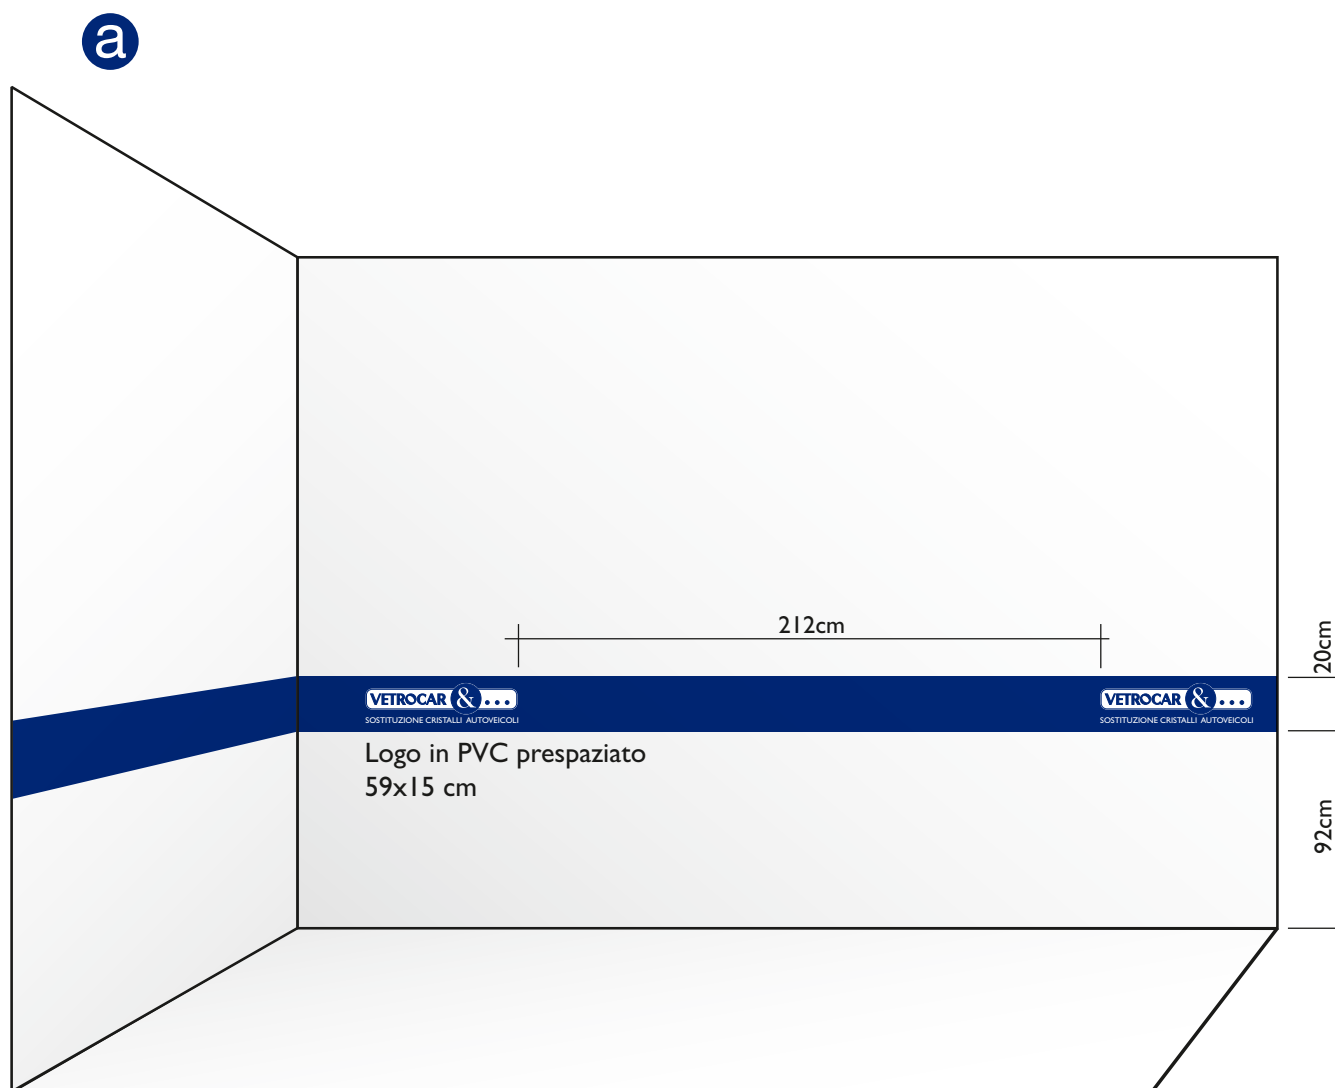 a
212cm
20cm
VETROCAR & ...
SOSTITUZIONE CRISTALLI AUTOVEICOLI
VETROCAR & ...
SOSTITUZIONE CRISTALLI AUTOVEICOLI
Logo in PVC prespaziato
59x15 cm
92cm